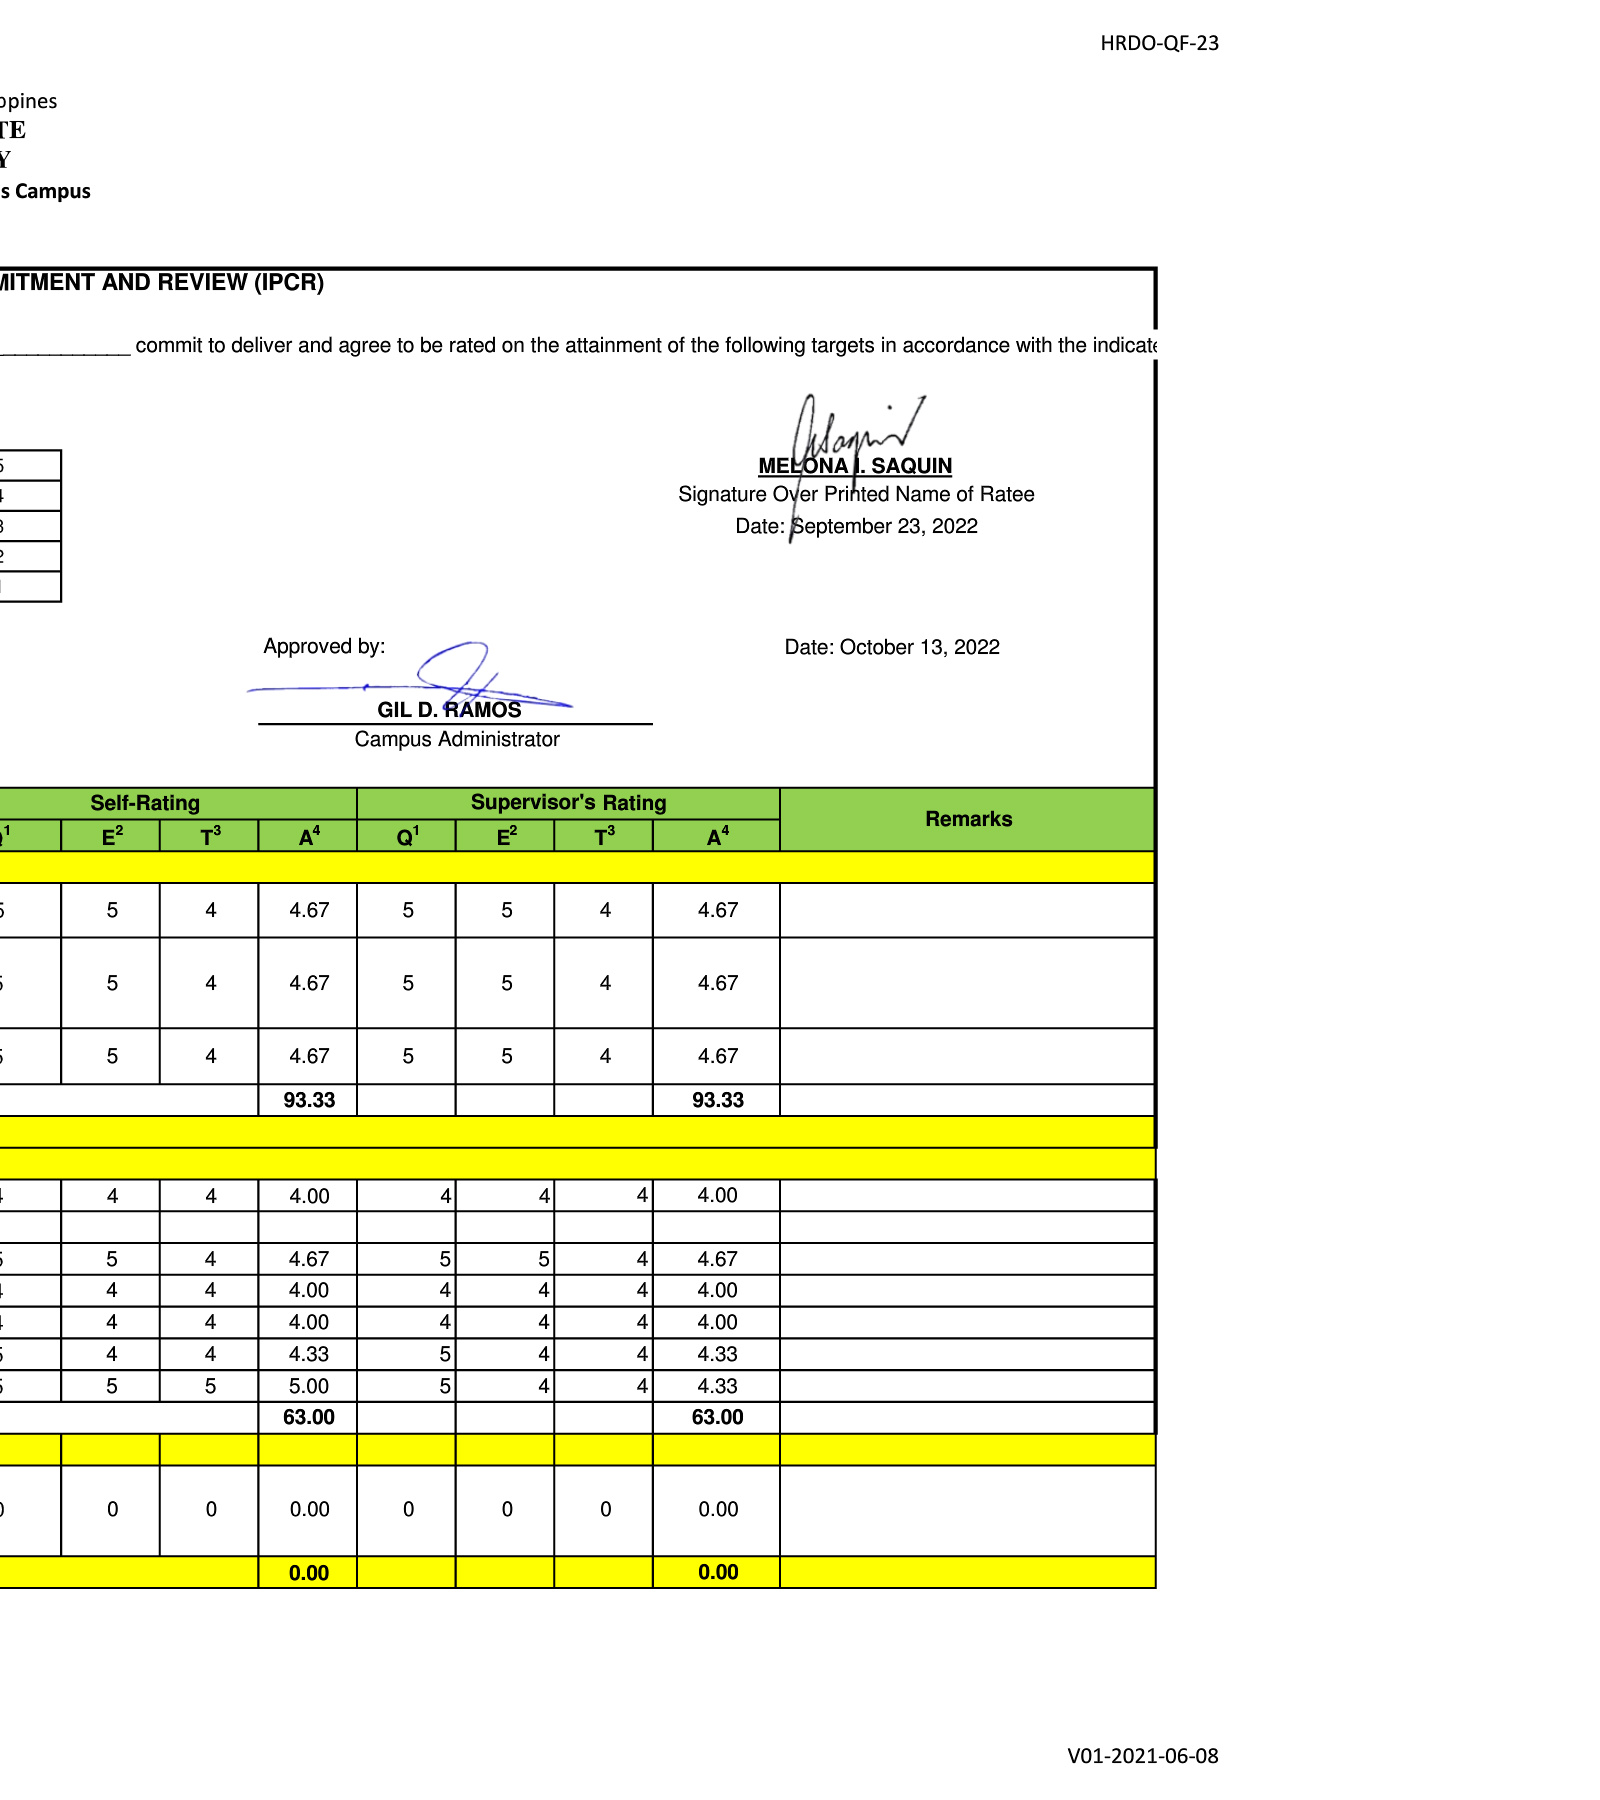 HRDO-QF-23
ppines
TE
Y
s Campus
MITMENT AND REVIEW (IPCR)
____________ commit to deliver and agree to be rated on the attainment of the following targets in accordance with the indicate
MELONA I. SAQUIN
Signature Over Printed Name of Ratee
Date: September 23, 2022
5
4
3
2
1
Approved by:
Date: October 13, 2022
GIL D. RAMOS
Campus Administrator
Self-Rating Supervisor's Rating Remarks
Q1 E2 T3 A4 Q1 E2 T3 A4
5 5 4 4.67 5 5 4 4.67
5 5 4 4.67 5 5 4 4.67
5 5 4 4.67 5 5 4 4.67
93.33 93.33
4 4 4 4.00 4 4 4 4.00
5 5 4 4.67 5 5 4 4.67
4 4 4 4.00 4 4 4 4.00
4 4 4 4.00 4 4 4 4.00
5 4 4 4.33 5 4 4 4.33
5 5 5 5.00 5 4 4 4.33
63.00 63.00
0 0 0 0.00 0 0 0 0.00
0.00 0.00
V01-2021-06-08